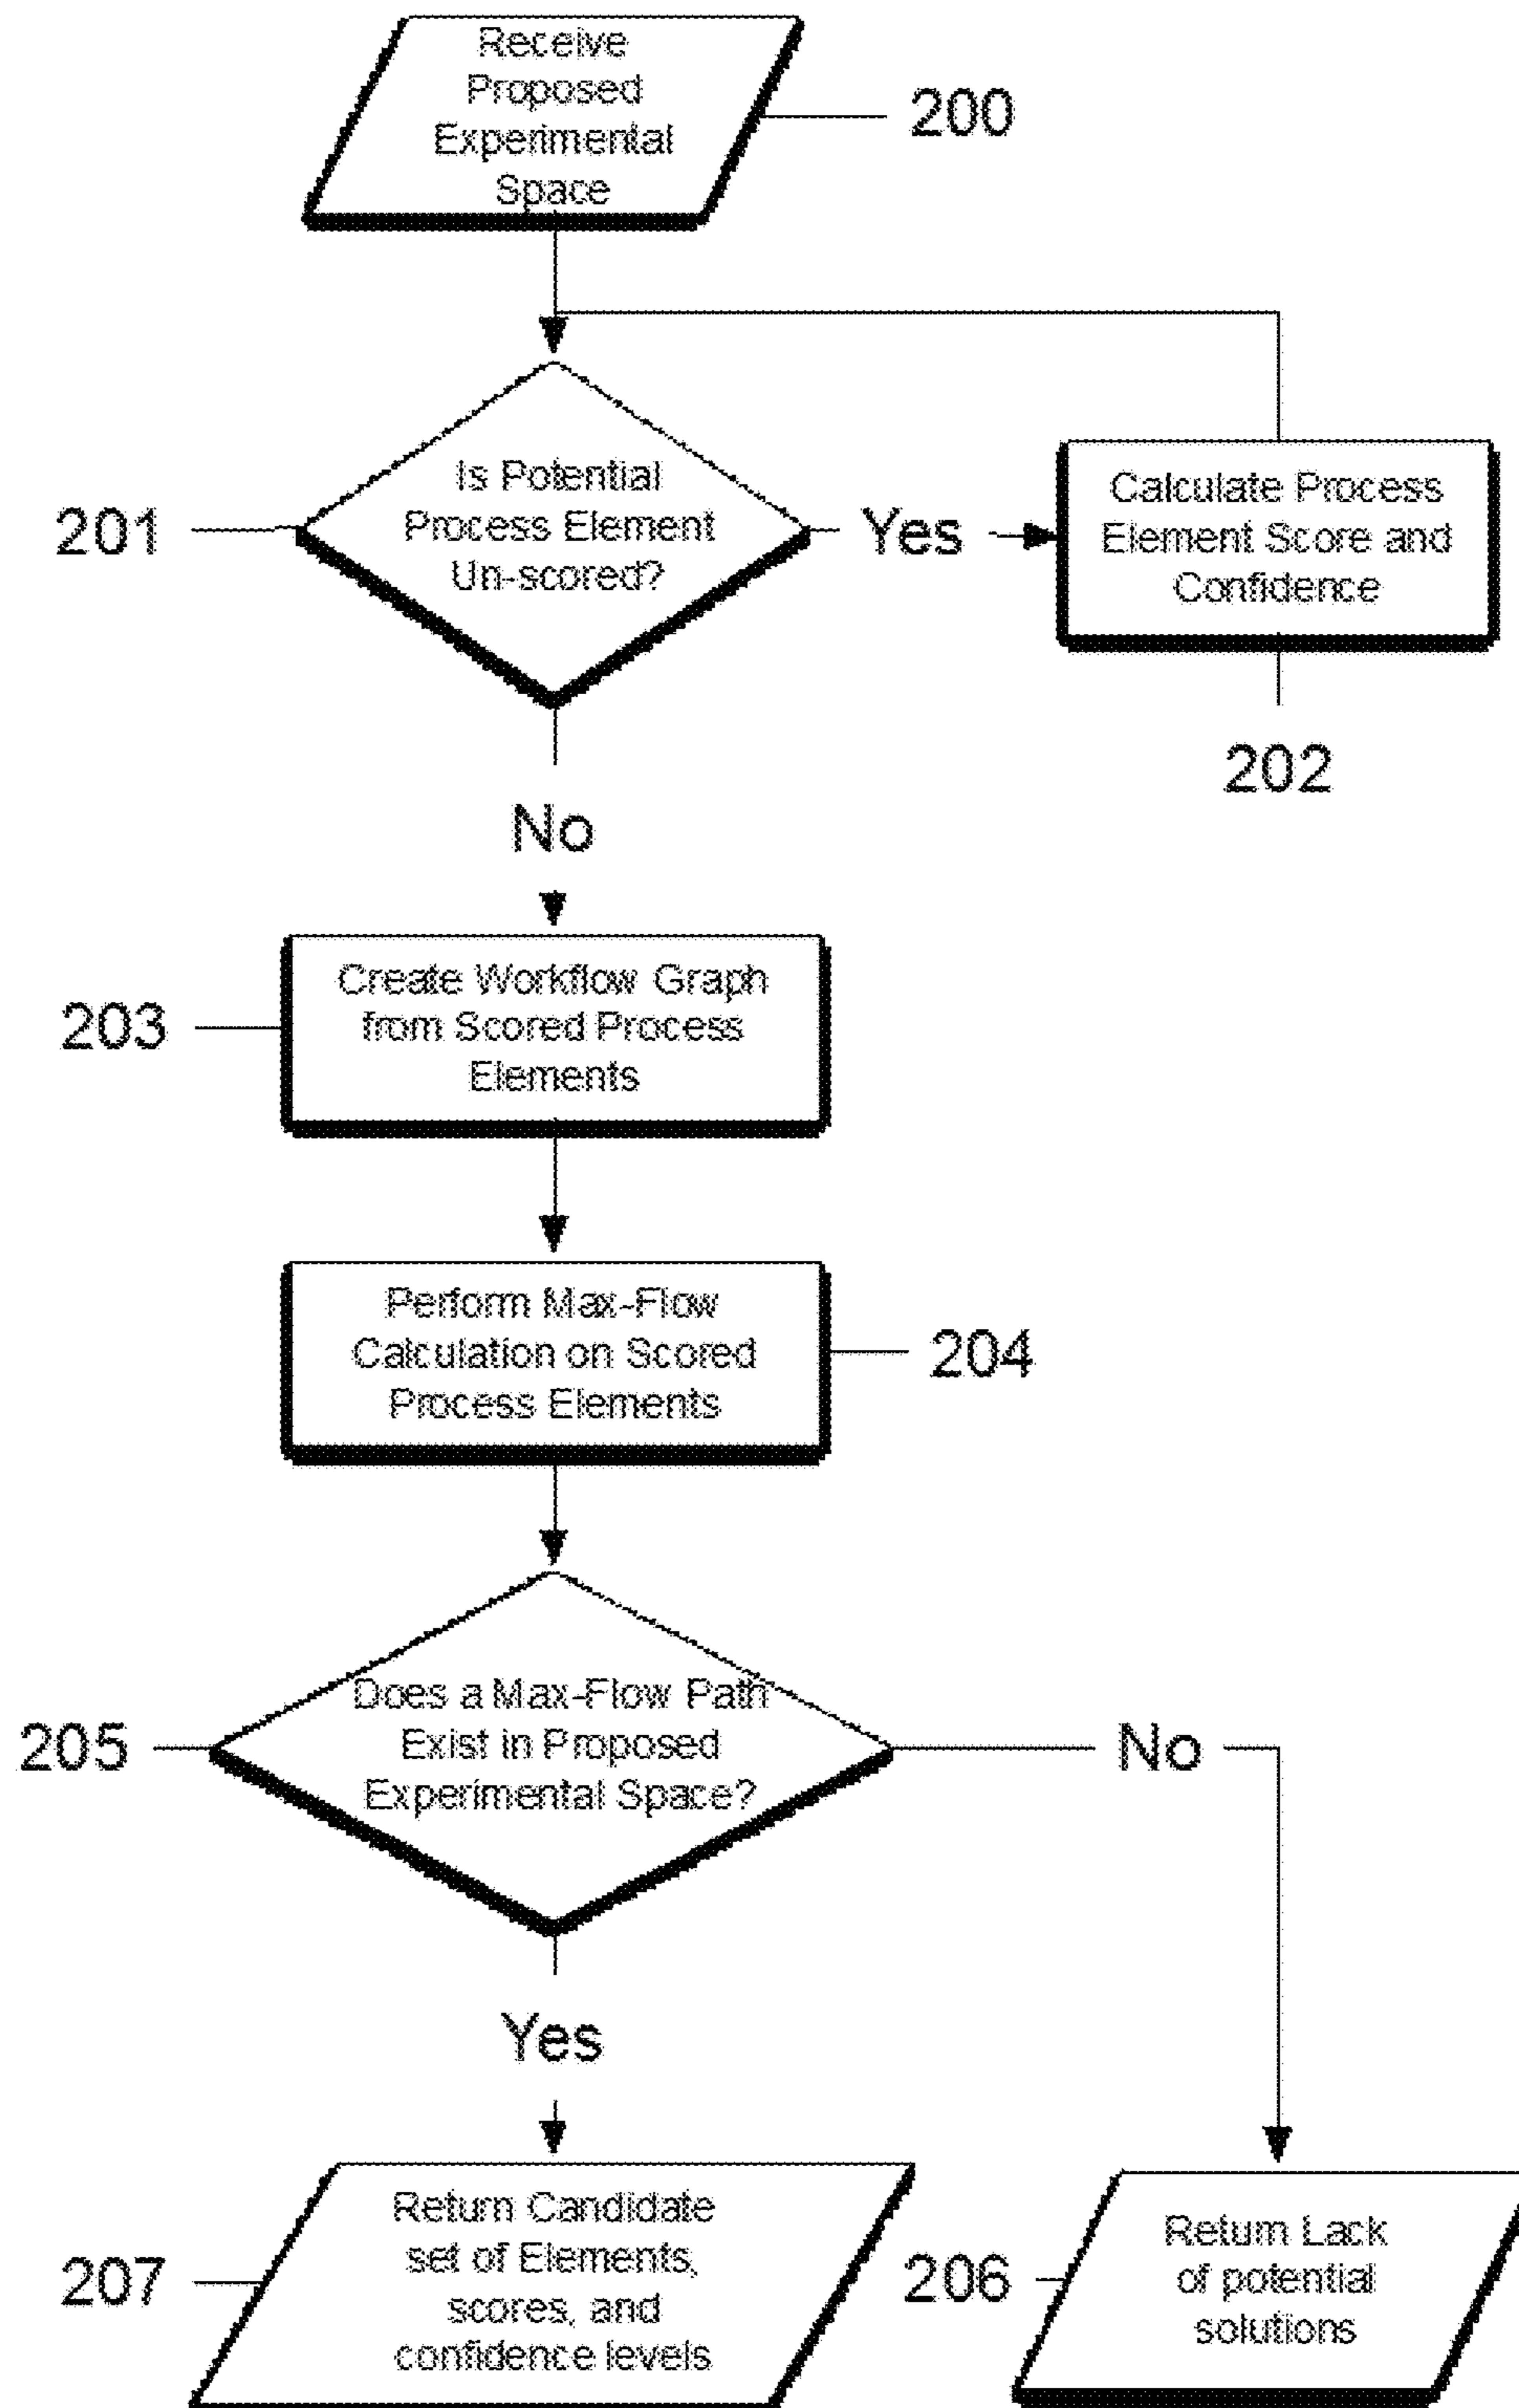 Receive
Proposed
Experimental
Space
200
Is Potential
Process Element
Un-scored?
201
Yes
Calculate Process
Element Score and
Confidence
202
No
Create Workflow Graph
from Scored Process
Elements
203
Perform Max-Flow
Calculation on Scored
Process Elements
204
Does a Max-Flow Path
Exist in Proposed
Experimental Space?
205
No
Yes
Return Candidate
set of Elements,
scores, and
confidence levels
207
Return Lack
of potential
solutions
206